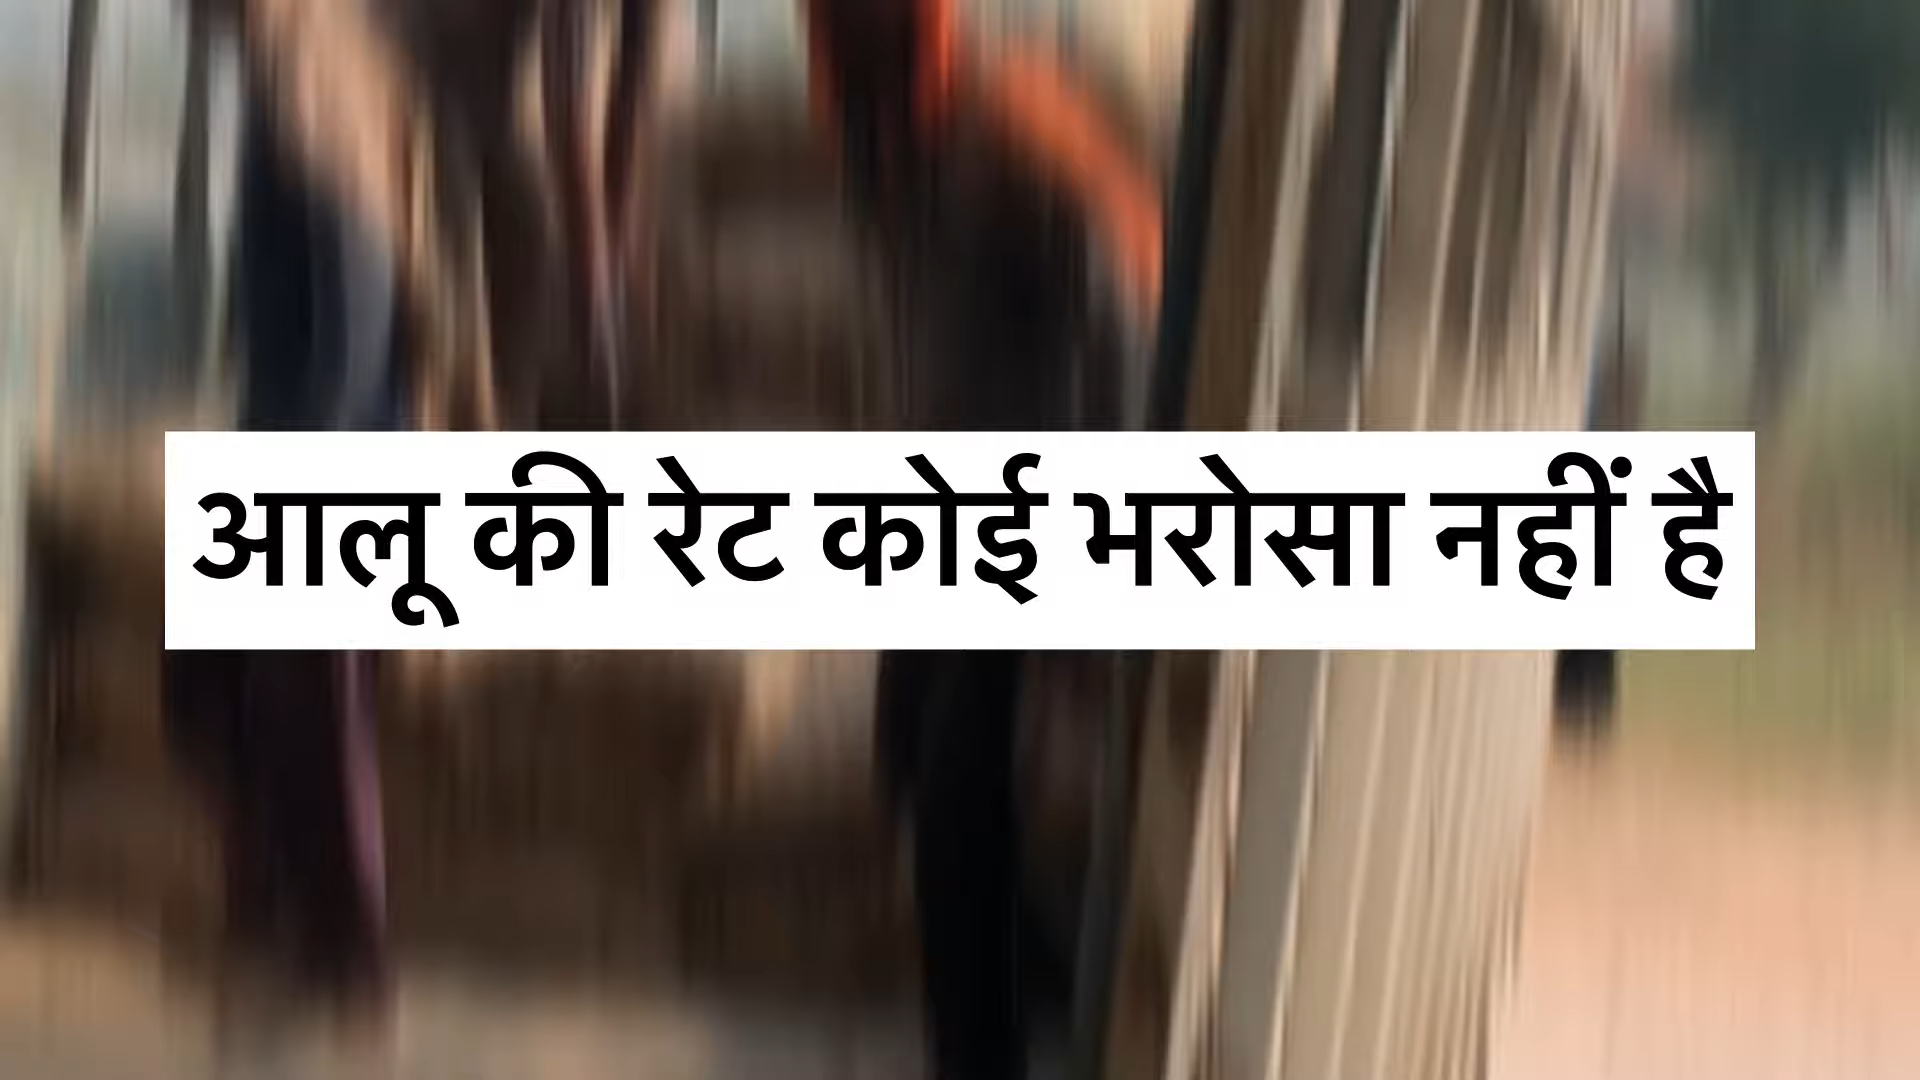 आलू की रेट कोई भरोसा नहीं है